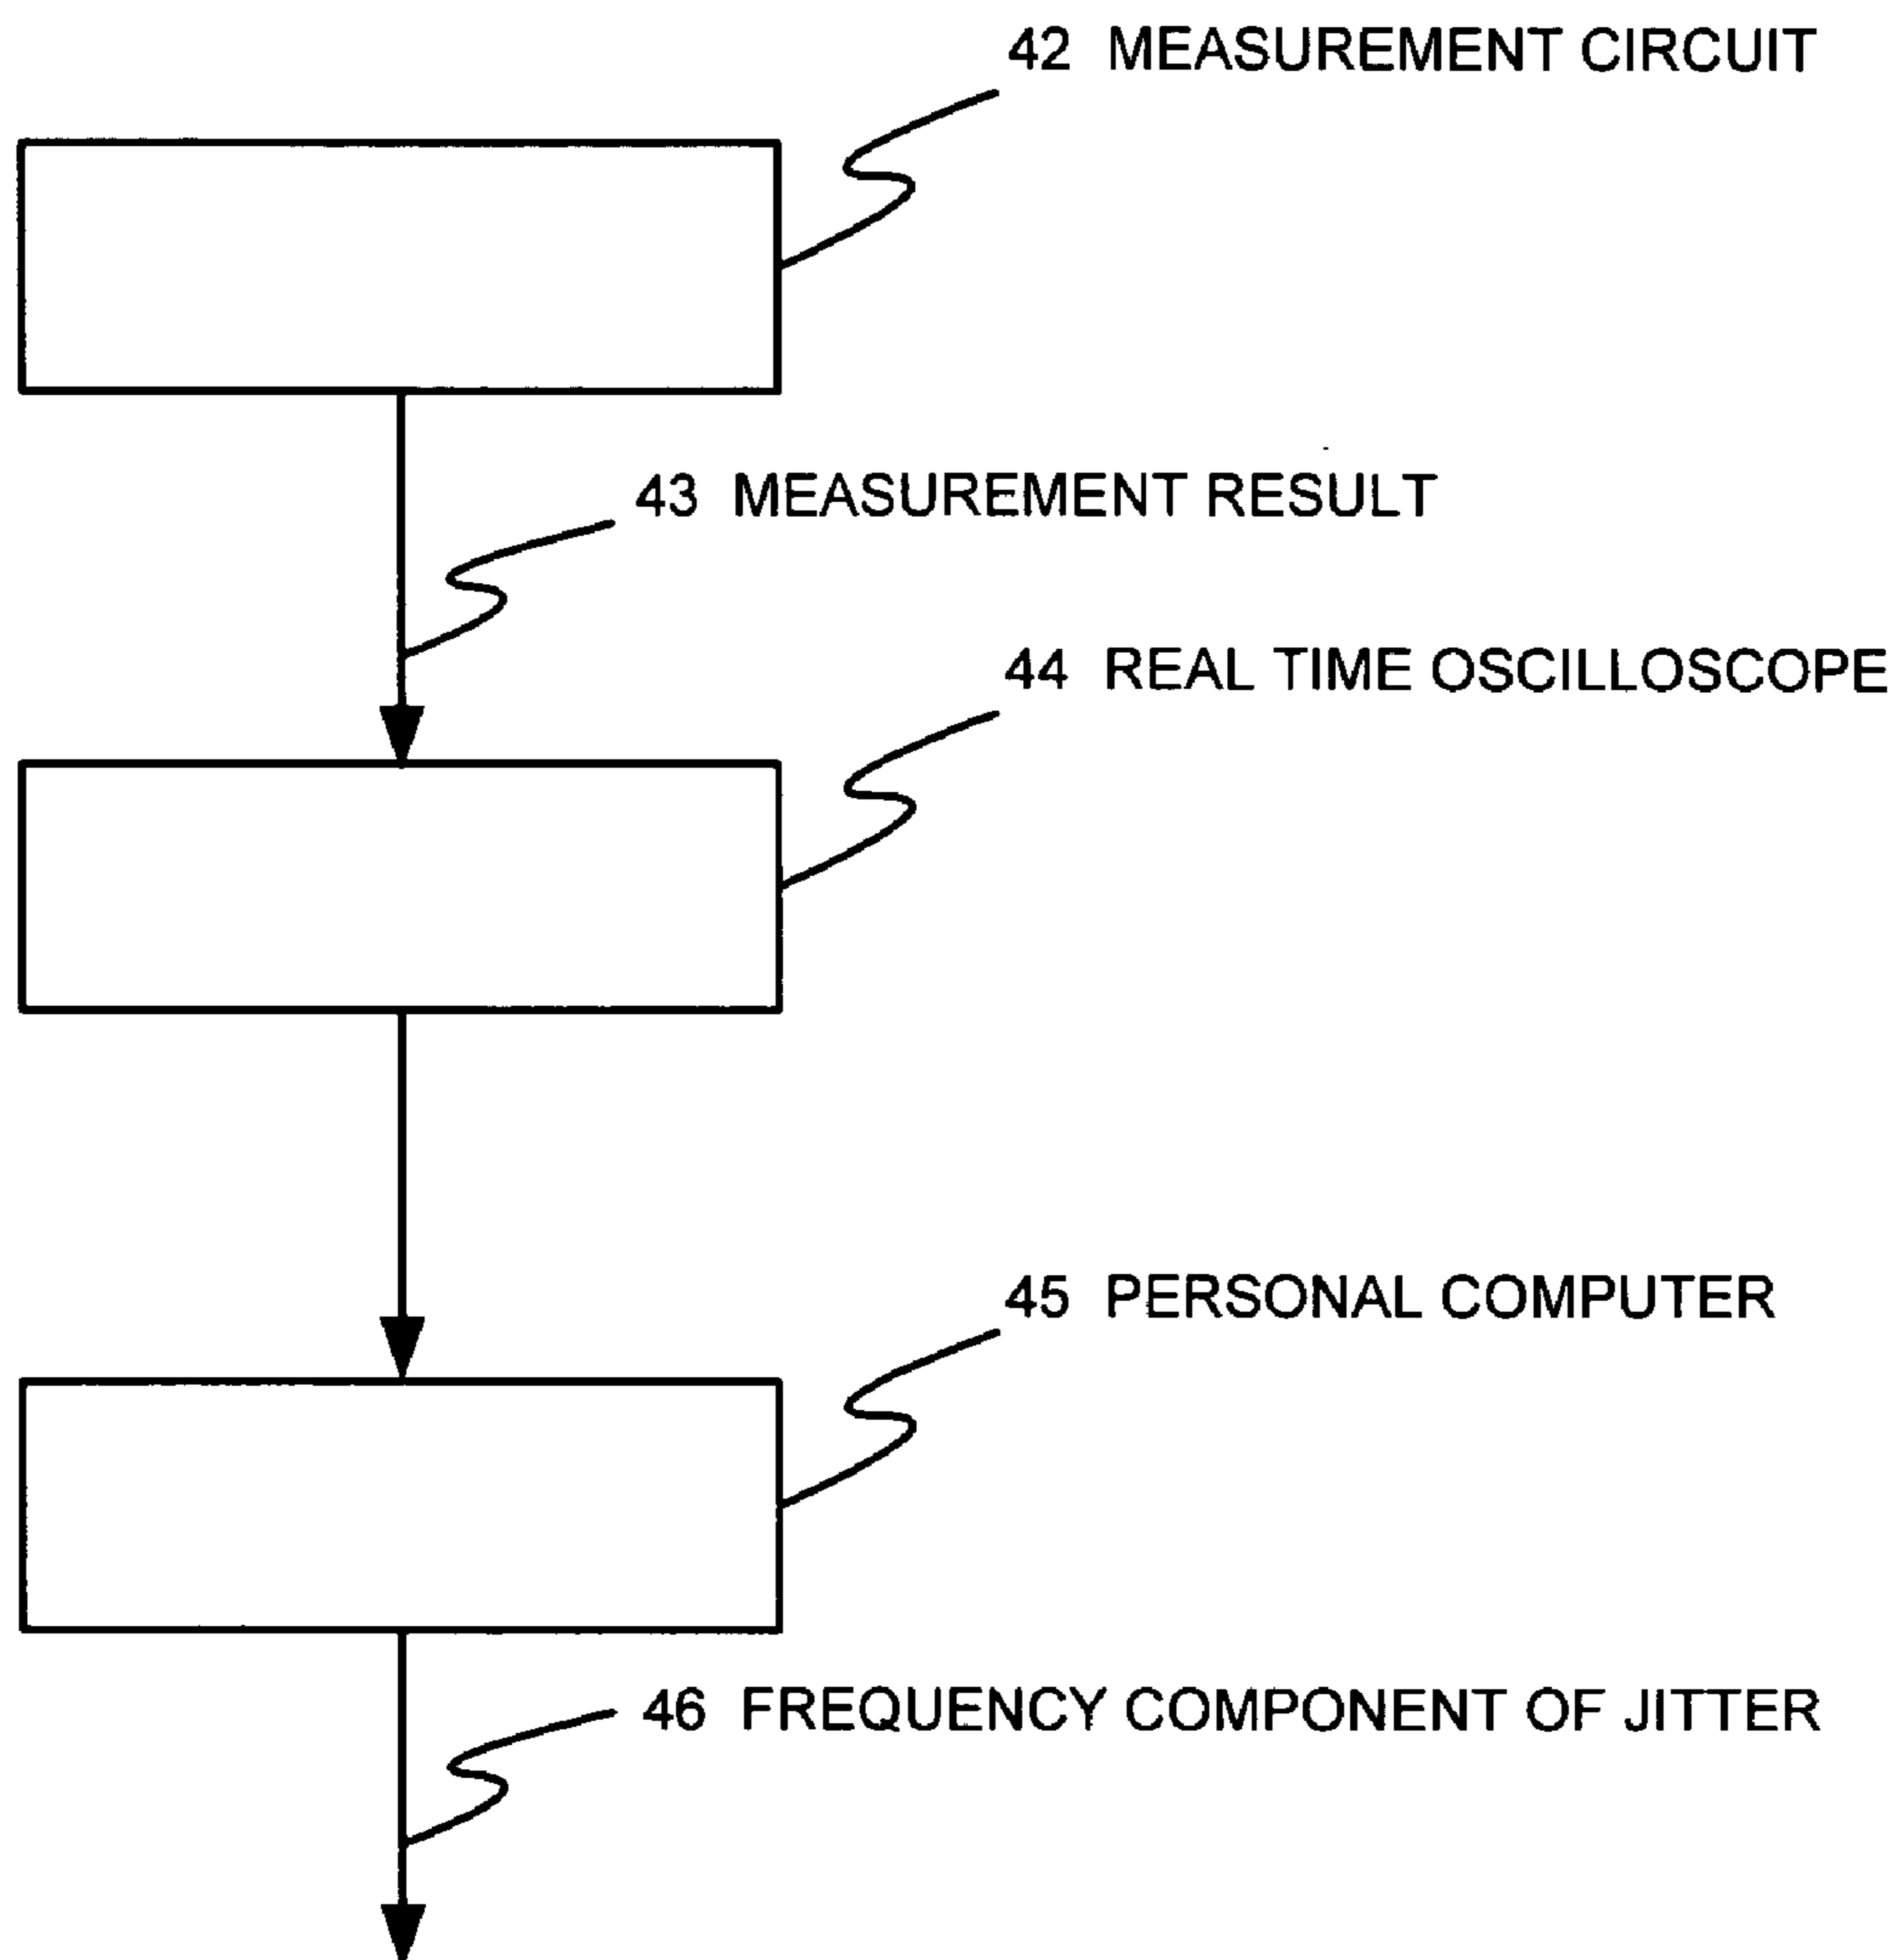 42 MEASUREMENT CIRCUIT
43 MEASUREMENT RESULT
44 REAL TIME OSCILLOSCOPE
45 PERSONAL COMPUTER
46 FREQUENCY COMPONENT OF JITTER